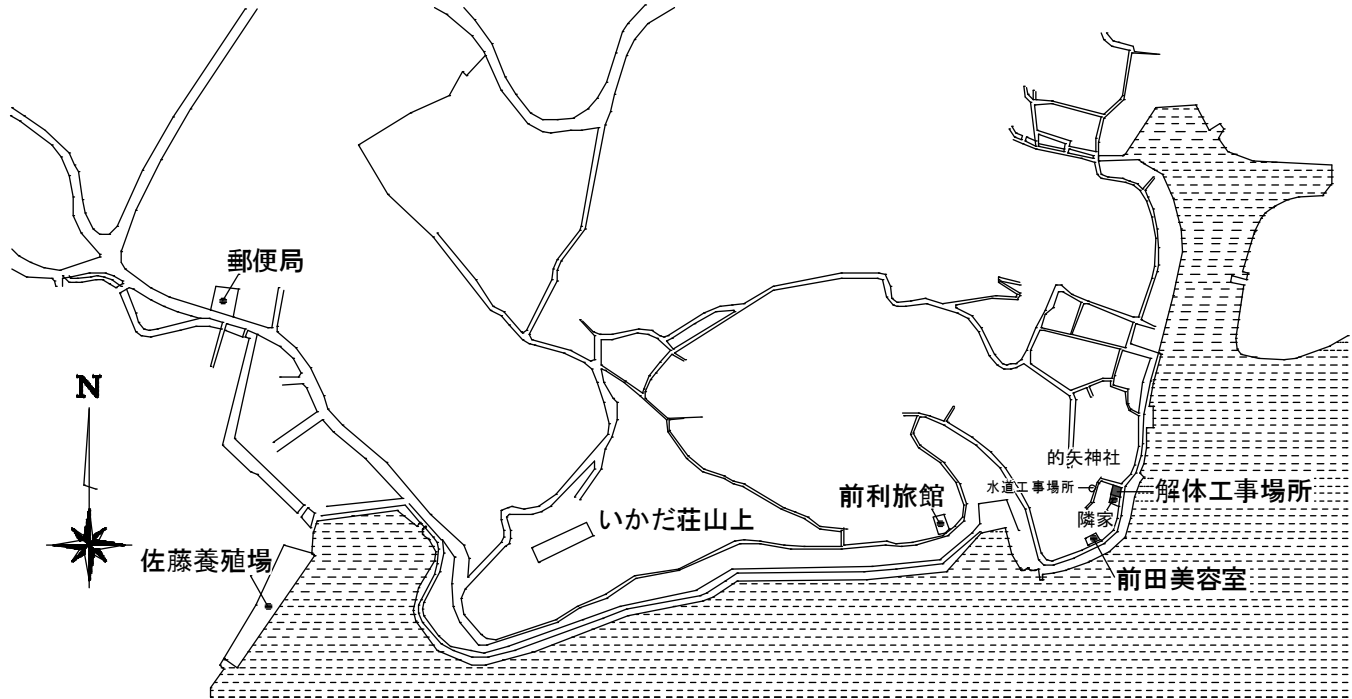 郵便局
N
的矢神社
水道工事場所
解体工事場所
前利旅館
隣家
いかだ荘山上
佐藤養殖場
前田美容室